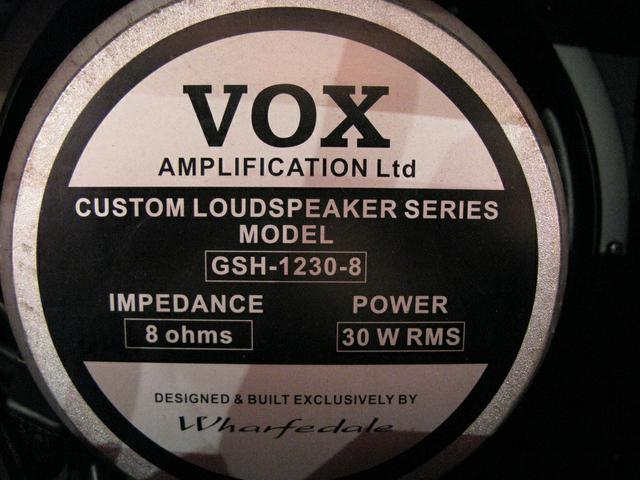 VOX
AMPLIFICATION Ltd
CUSTOM LOUDSPEAKER SERIES
MODEL
GSH-1230-8
IMPEDANCE POWER
8 ohms 30 W RMS
DESIGNED & BUILT EXCLUSIVELY BY
Wharfedale